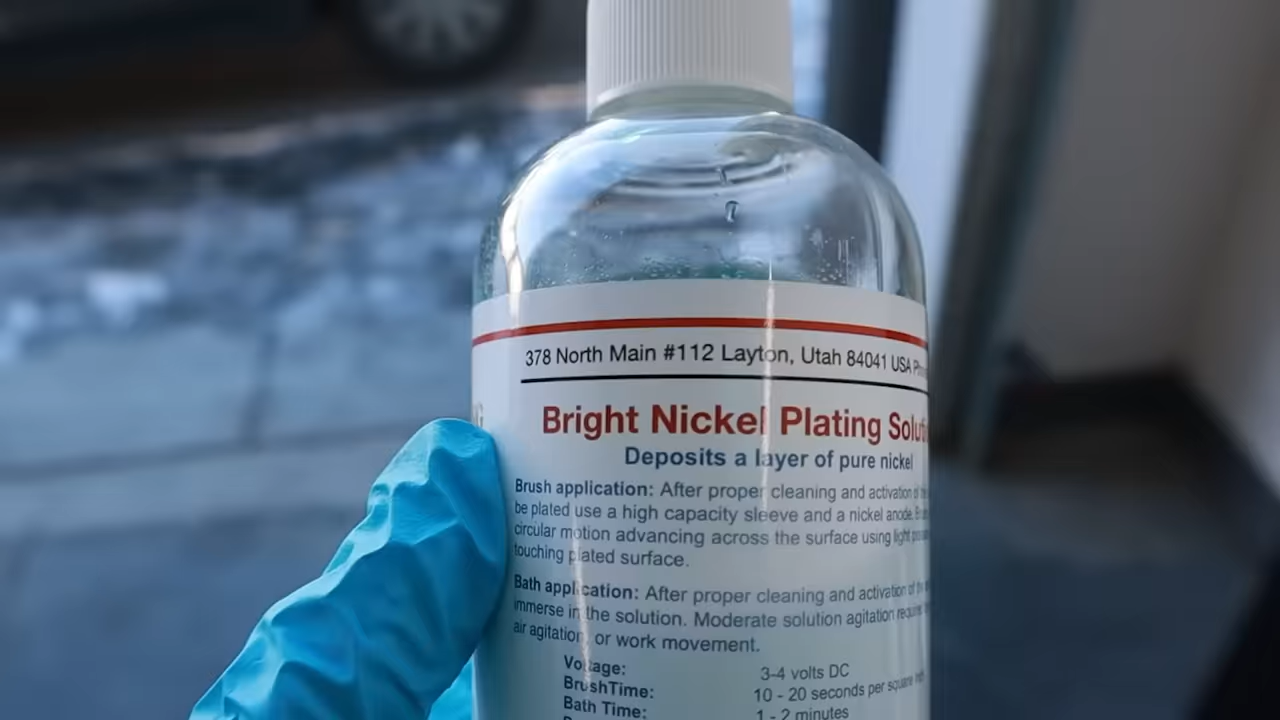 378 North Main #112 Layton, Utah 84041 USA
Bright Nickel Plating
Deposits a layer of pure nickel
Brush application: After proper cleaning and activation of
be plated use a high capacity sleeve and a nickel anode.
circular motion advancing across the surface using light
touching plated surface.
Bath application: After proper cleaning and activation of the
immerse in the solution. Moderate solution agitation
air agitation or work movement.
Voltage: 3-4 volts DC
BrushTime: 10 - 20 seconds per square
Bath Time: 1 - 2 minutes